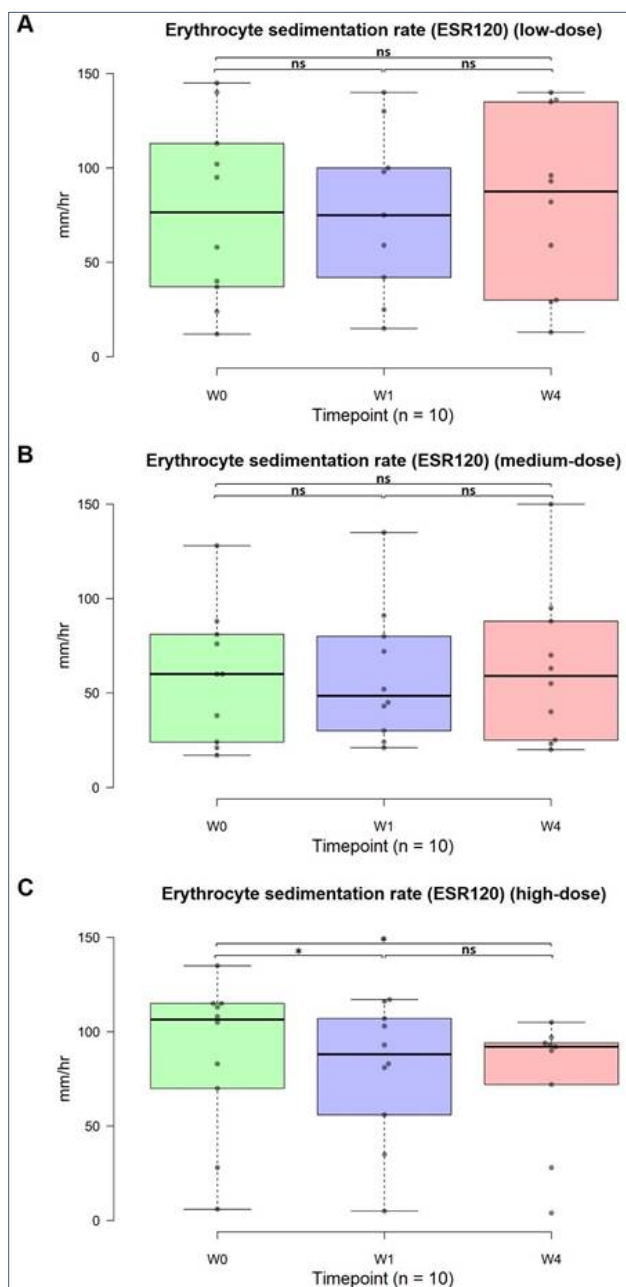 A
Erythrocyte sedimentation rate (ESR120) (low-dose)
ns
ns ns
150
100
50
0
mm/hr
W0 W1 W4
Timepoint (n = 10)
B
Erythrocyte sedimentation rate (ESR120) (medium-dose)
ns
ns ns
150
100
50
0
mm/hr
W0 W1 W4
Timepoint (n = 10)
C
Erythrocyte sedimentation rate (ESR120) (high-dose)
*
* ns
150
100
50
0
mm/hr
W0 W1 W4
Timepoint (n = 10)